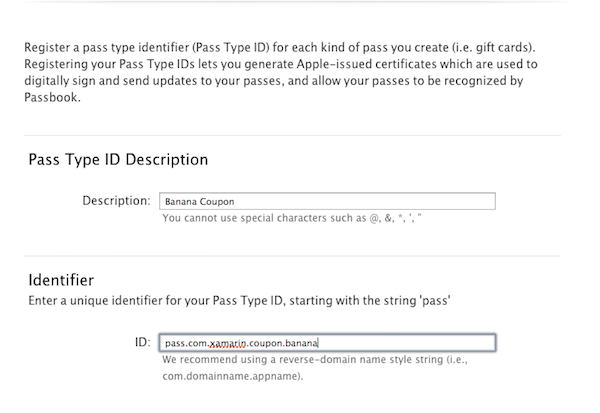 Register a pass type identifier (Pass Type ID) for each kind of pass you create (i.e. gift cards).
Registering your Pass Type IDs lets you generate Apple-issued certificates which are used to
digitally sign and send updates to your passes, and allow your passes to be recognized by
Passbook.
Pass Type ID Description
Description: Banana Coupon
You cannot use special characters such as @, &, *, ', "
Identifier
Enter a unique identifier for your Pass Type ID, starting with the string 'pass'
ID: pass.com.xamarin.coupon.banana
We recommend using a reverse-domain name style string (i.e.,
com.domainname.appname).